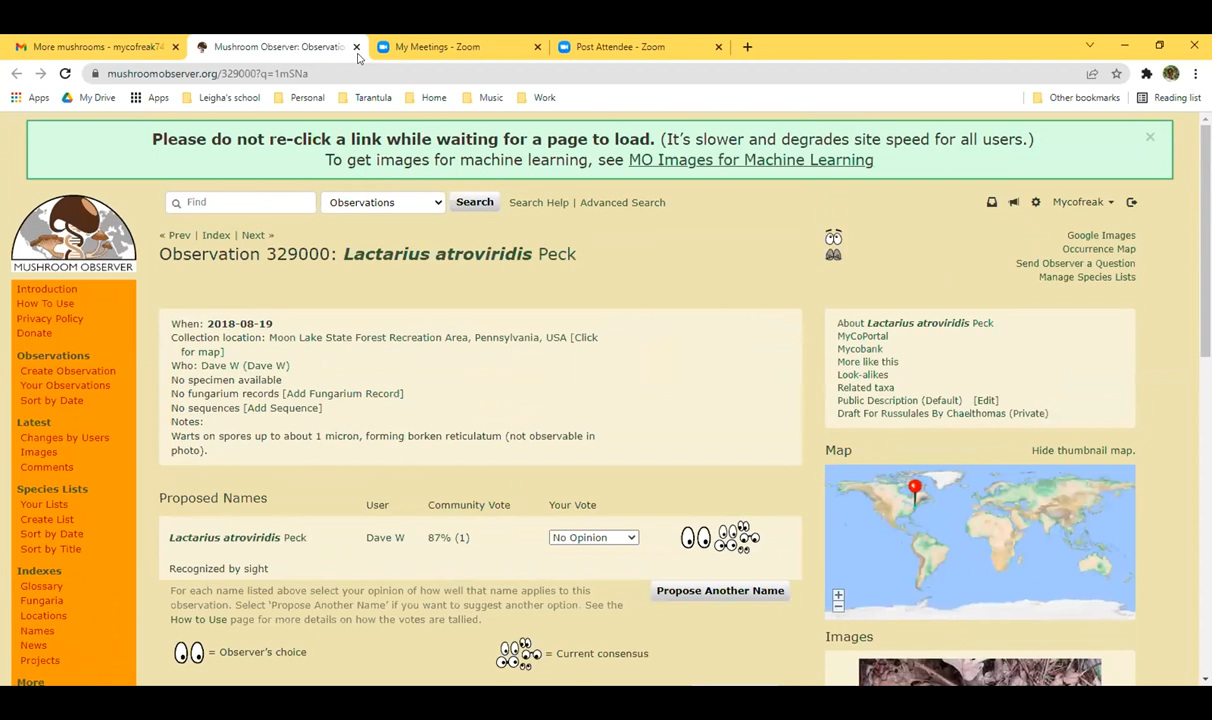 More mushrooms - mycofreak74
Mushroom Observer: Observatio
My Meetings - Zoom
Post Attendee - Zoom
mushroomobserver.org/329000?q=1mSNa
Apps My Drive Apps Leigha's school Personal Tarantula Home Music Work Other bookmarks Reading list
Please do not re-click a link while waiting for a page to load. (It's slower and degrades site speed for all users.)
To get images for machine learning, see MO Images for Machine Learning
Find Observations Search Search Help | Advanced Search Mycofreak
MUSHROOM OBSERVER
Introduction
How To Use
Privacy Policy
Donate
Observations
Create Observation
Your Observations
Sort by Date
Latest
Changes by Users
Images
Comments
Species Lists
Your Lists
Create List
Sort by Date
Sort by Title
Indexes
Glossary
Fungaria
Locations
Names
News
Projects
More
« Prev | Index | Next »
Observation 329000: Lactarius atroviridis Peck
Google Images
Occurrence Map
Send Observer a Question
Manage Species Lists
When: 2018-08-19
Collection location: Moon Lake State Forest Recreation Area, Pennsylvania, USA [Click
for map]
Who: Dave W (Dave W)
No specimen available
No fungarium records [Add Fungarium Record]
No sequences [Add Sequence]
Notes:
Warts on spores up to about 1 micron, forming borken reticulatum (not observable in
photo).
About Lactarius atroviridis Peck
MyCoPortal
Mycobank
More like this
Look-alikes
Related taxa
Public Description (Default) [Edit]
Draft For Russulales By Chaelthomas (Private)
Map Hide thumbnail map.
+
−
Proposed Names User Community Vote Your Vote
Lactarius atroviridis Peck Dave W 87% (1) No Opinion
Recognized by sight
For each name listed above select your opinion of how well that name applies to this
observation. Select 'Propose Another Name' if you want to suggest another option. See the
How to Use page for more details on how the votes are tallied.
Propose Another Name
= Observer's choice
= Current consensus
Images